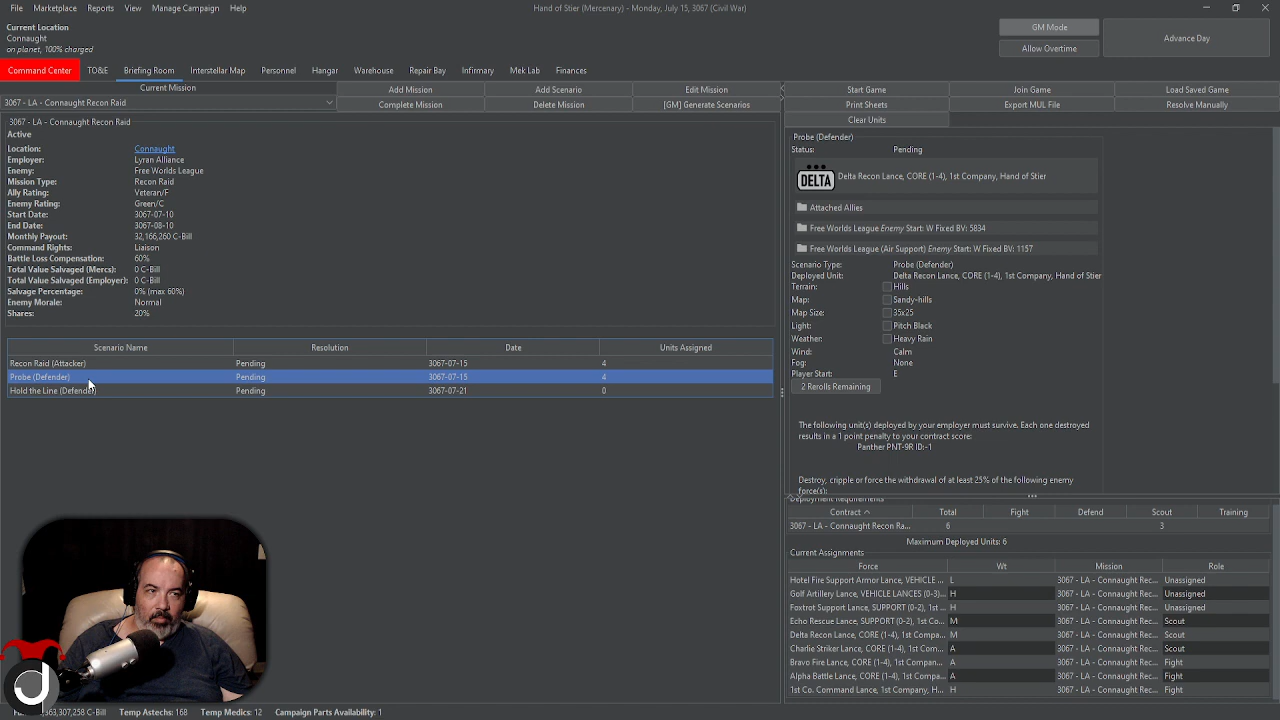 File Marketplace Reports View Manage Campaign Help
Hand of Stier (Mercenary) - Monday, July 15, 3067 (Civil War)
Current Location
Connaught
on planet, 100% charged
GM Mode
Allow Overtime
Advance Day
Command Center TO&E Briefing Room Interstellar Map Personnel Hangar Warehouse Repair Bay Infirmary Mek Lab Finances
Current Mission
3067 - LA - Connaught Recon Raid
Add Mission Add Scenario Edit Mission
Complete Mission Delete Mission [GM] Generate Scenarios
3067 - LA - Connaught Recon Raid
Active
Location: Connaught
Employer: Lyran Alliance
Enemy: Free Worlds League
Mission Type: Recon Raid
Ally Rating: Veteran/F
Enemy Rating: Green/C
Start Date: 3067-07-10
End Date: 3067-08-10
Monthly Payout: 32,166,260 C-Bill
Command Rights: Liaison
Battle Loss Compensation: 60%
Total Value Salvaged (Mercs): 0 C-Bill
Total Value Salvaged (Employer): 0 C-Bill
Salvage Percentage: 0% (max 60%)
Enemy Morale: Normal
Shares: 20%
Scenario Name Resolution Date Units Assigned
Recon Raid (Attacker) Pending 3067-07-15 4
Probe (Defender) Pending 3067-07-15 4
Hold the Line (Defender) Pending 3067-07-21 0
Start Game Join Game Load Saved Game
Print Sheets Export MUL File Resolve Manually
Clear Units
Probe (Defender)
Status: Pending
DELTA
Delta Recon Lance, CORE (1-4), 1st Company, Hand of Stier
Attached Allies
Free Worlds League Enemy Start: W Fixed BV: 5834
Free Worlds League (Air Support) Enemy Start: W Fixed BV: 1157
Scenario Type: Probe (Defender)
Deployed Unit: Delta Recon Lance, CORE (1-4), 1st Company, Hand of Stier
Terrain: Hills
Map: Sandy-hills
Map Size: 35x25
Light: Pitch Black
Weather: Heavy Rain
Wind: Calm
Fog: None
Player Start: E
2 Rerolls Remaining
The following unit(s) deployed by your employer must survive. Each one destroyed
results in a 1 point penalty to your contract score:
Panther PNT-9R ID:-1
Destroy, cripple or force the withdrawal of at least 25% of the following enemy
force(s):
Deployment Requirements
Contract Total Fight Defend Scout Training
3067 - LA - Connaught Recon Ra... 6 3
Maximum Deployed Units: 6
Current Assignments
Force Wt Mission Role
Hotel Fire Support Armor Lance, VEHICLE ... L 3067 - LA - Connaught Rec... Unassigned
Golf Artillery Lance, VEHICLE LANCES (0-3)... H 3067 - LA - Connaught Rec... Unassigned
Foxtrot Support Lance, SUPPORT (0-2), 1st ... H 3067 - LA - Connaught Rec... Unassigned
Echo Rescue Lance, SUPPORT (0-2), 1st Co... M 3067 - LA - Connaught Rec... Scout
Delta Recon Lance, CORE (1-4), 1st Compa... M 3067 - LA - Connaught Rec... Scout
Charlie Striker Lance, CORE (1-4), 1st Com... A 3067 - LA - Connaught Rec... Scout
Bravo Fire Lance, CORE (1-4), 1st Compan... A 3067 - LA - Connaught Rec... Fight
Alpha Battle Lance, CORE (1-4), 1st Compa... A 3067 - LA - Connaught Rec... Fight
1st Co. Command Lance, 1st Company, H... H 3067 - LA - Connaught Rec... Fight
363,307,258 C-Bill Temp Astechs: 168 Temp Medics: 12 Campaign Parts Availability: 1